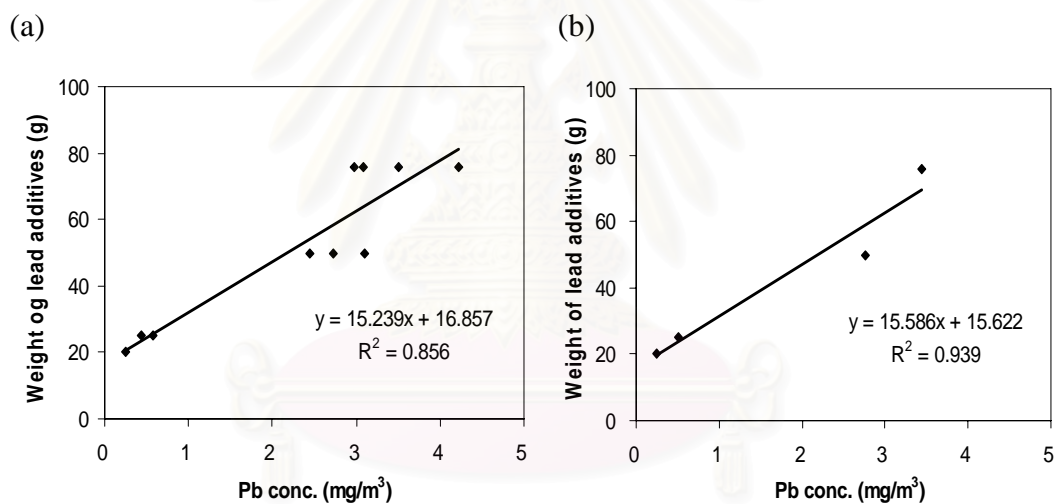 (a)
Weight og lead additives (g)
100
80
60
40
20
0
y = 15.239x + 16.857
R² = 0.856
0 1 2 3 4 5
Pb conc. (mg/m³)
(b)
Weight of lead additives (g)
100
80
60
40
20
0
y = 15.586x + 15.622
R² = 0.939
0 1 2 3 4 5
Pb conc. (mg/m³)